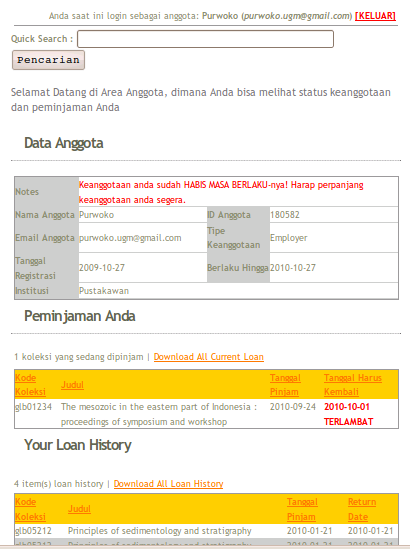 Anda saat ini login sebagai anggota: Purwoko (purwoko.ugm@gmail.com) [KELUAR]
Quick Search :
Pencarian
Selamat Datang di Area Anggota, dimana Anda bisa melihat status keanggotaan
dan peminjaman Anda
Data Anggota
Notes Keanggotaan anda sudah HABIS MASA BERLAKU-nya! Harap perpanjang
keanggotaan anda segera.
Nama Anggota Purwoko ID Anggota 180582
Email Anggota purwoko.ugm@gmail.com Tipe Keanggotaan Employer
Tanggal Registrasi 2009-10-27 Berlaku Hingga 2010-10-27
Institusi Pustakawan
Peminjaman Anda
1 koleksi yang sedang dipinjam | Download All Current Loan
Kode Koleksi Judul Tanggal Pinjam Tanggal Harus Kembali
glb01234 The mesozoic in the eastern part of Indonesia : 2010-09-24 2010-10-01
proceedings of symposium and workshop TERLAMBAT
Your Loan History
4 item(s) loan history | Download All Loan History
Kode Koleksi Judul Tanggal Pinjam Return Date
glb05212 Principles of sedimentology and stratigraphy 2010-01-21 2010-01-21